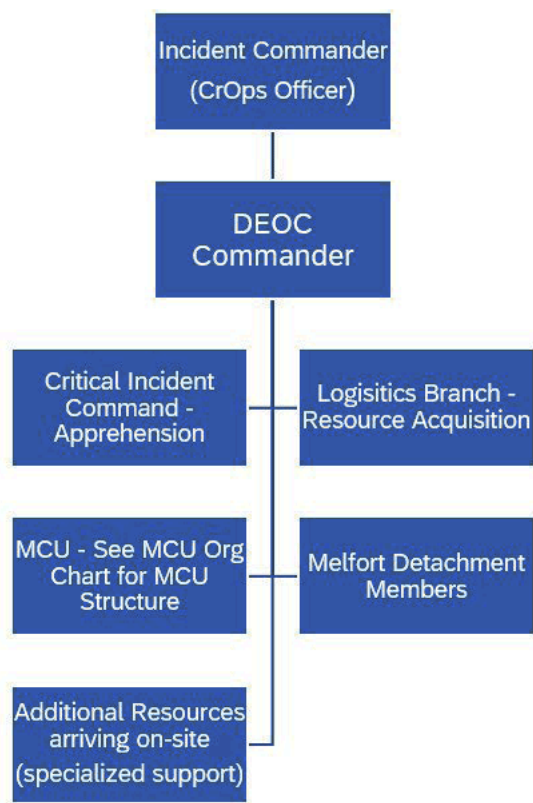 Incident Commander
(CrOps Officer)
DEOC
Commander
Critical Incident
Command -
Apprehension
Logisitics Branch -
Resource Acquisition
MCU - See MCU Org
Chart for MCU
Structure
Melfort Detachment
Members
Additional Resources
arriving on-site
(specialized support)